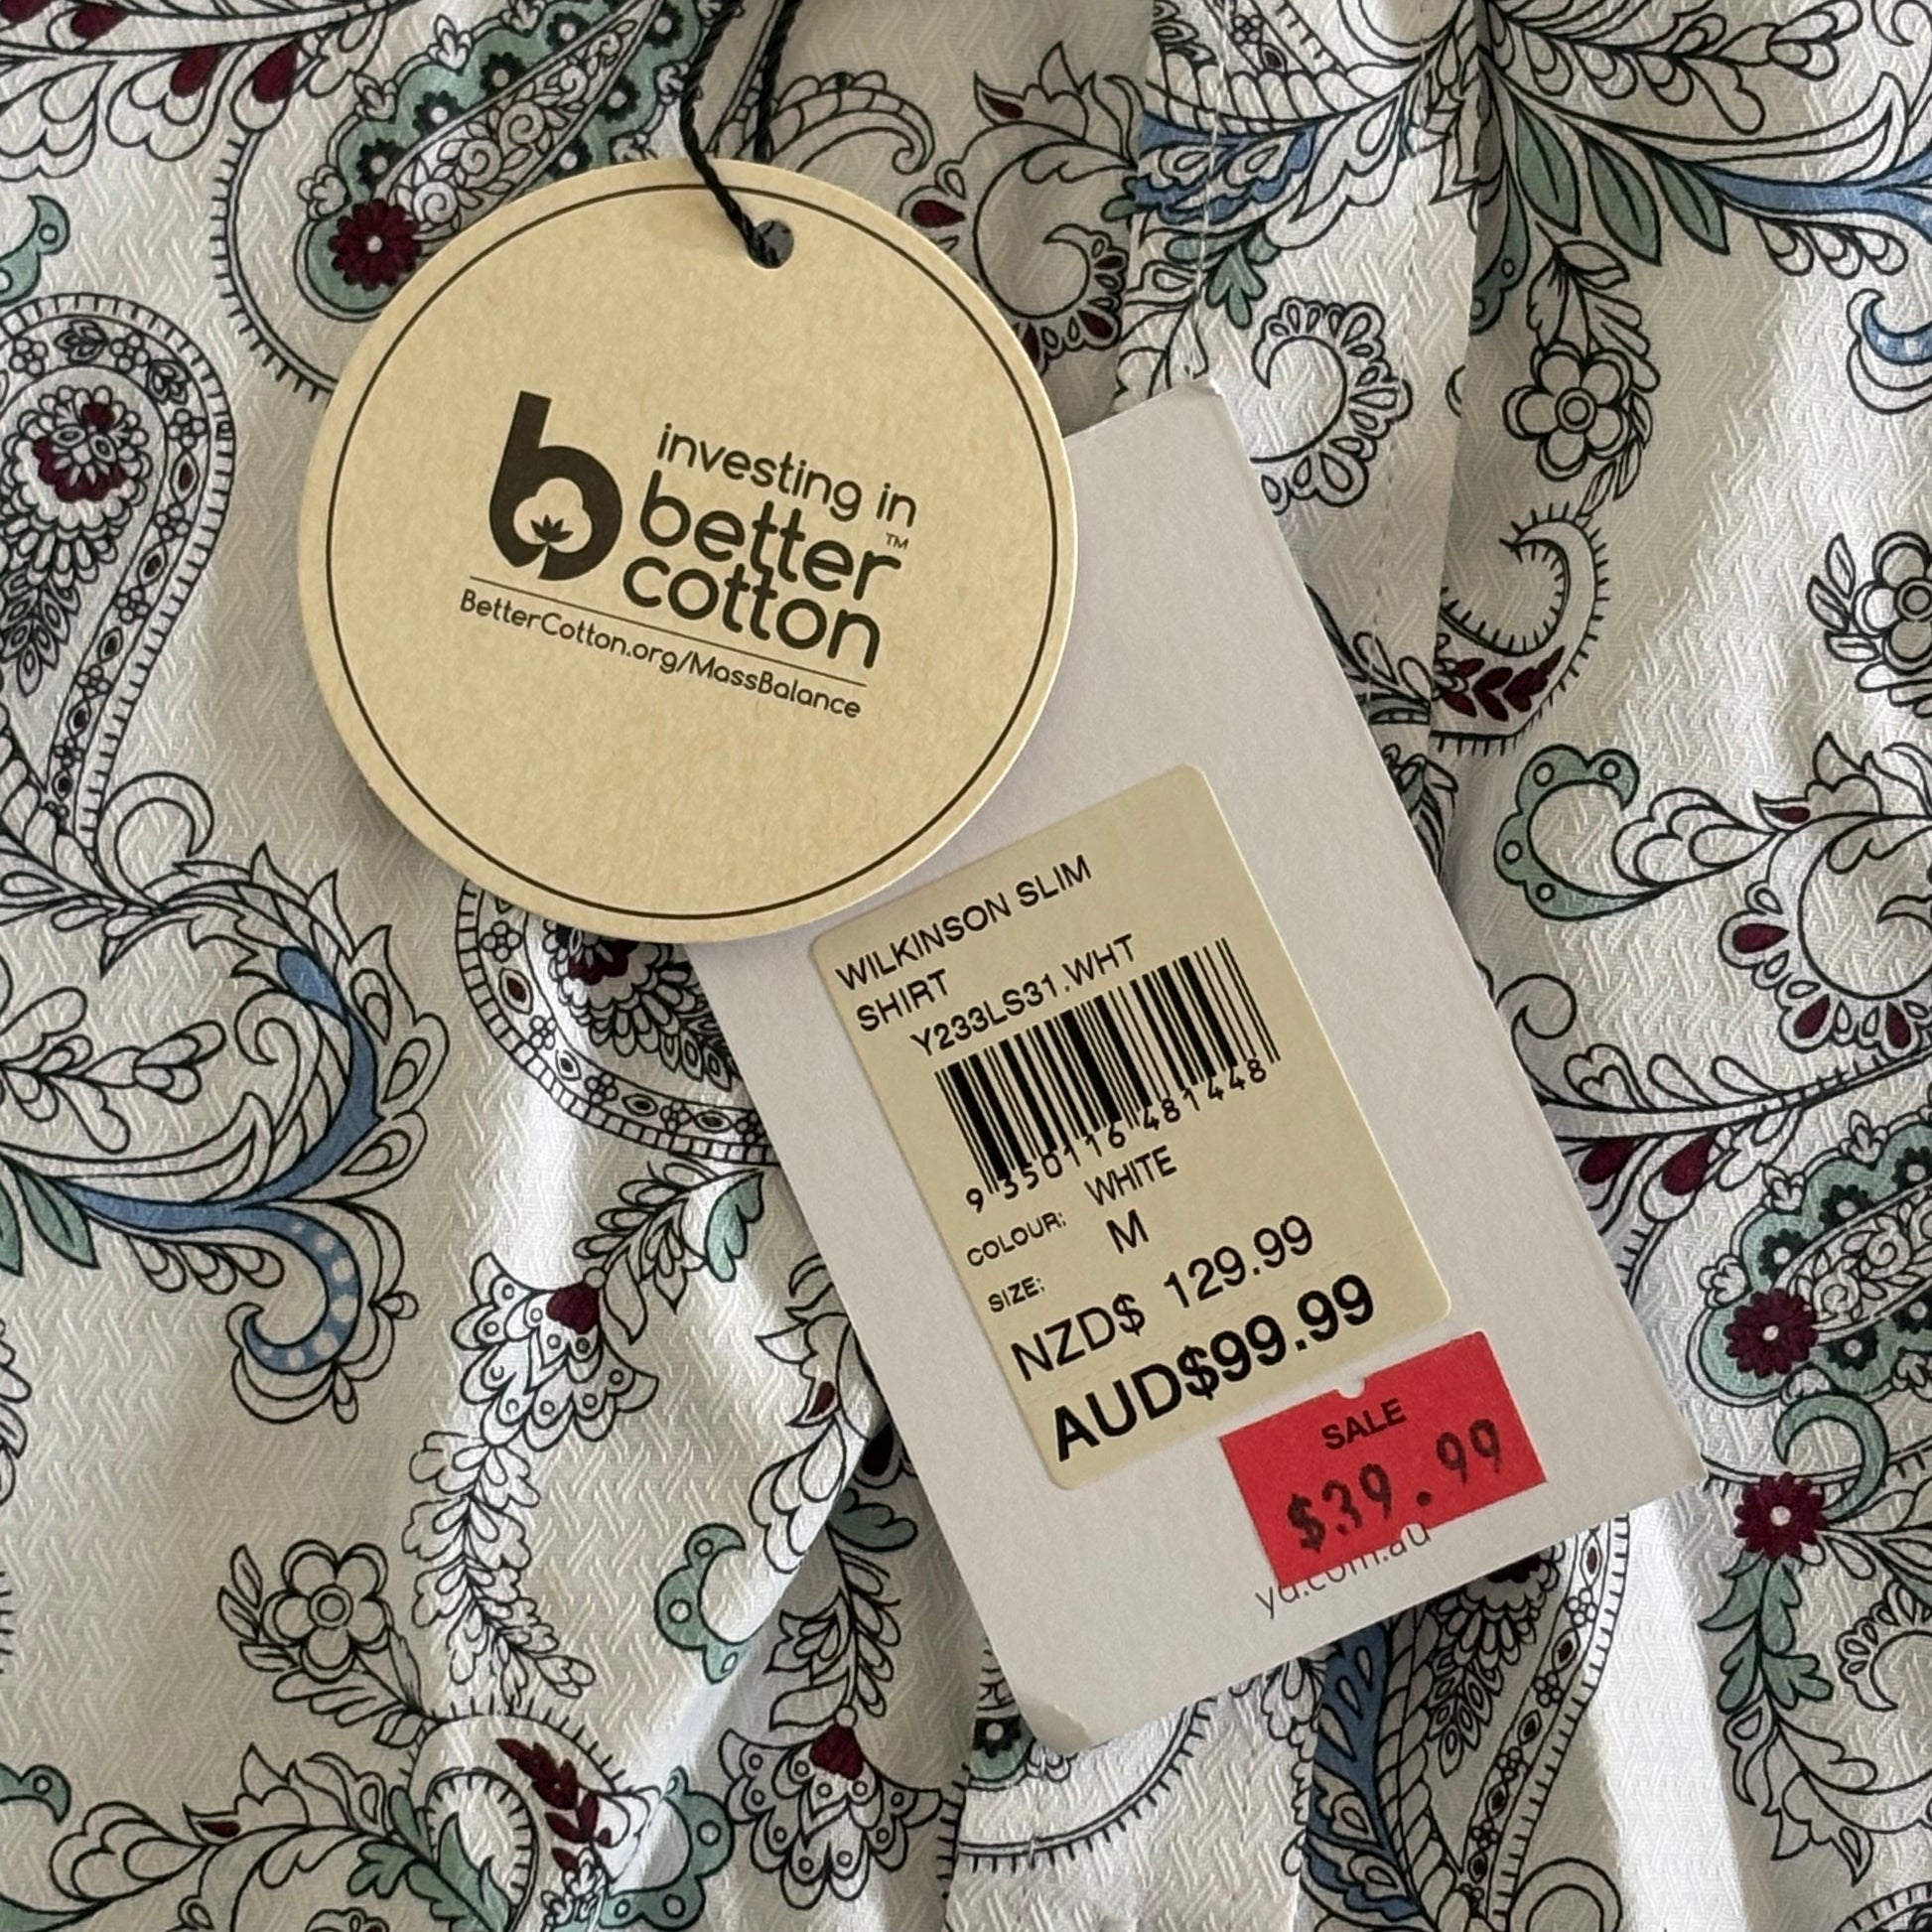 investing in
better
cotton™
BetterCotton.org/MassBalance
WILKINSON SLIM
SHIRT
Y233LS31.WHT
9 350116 481448
COLOUR: WHITE
SIZE: M
NZD$ 129.99
AUD$99.99
SALE
$39.99
yd.com.au